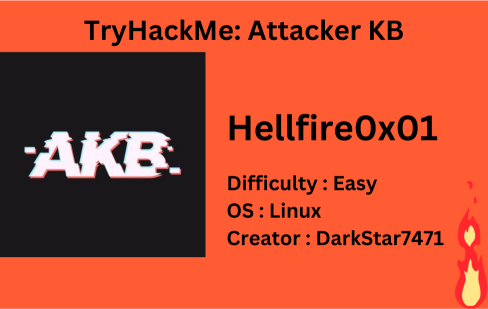 TryHackMe: Attacker KB
AKB
Hellfire0x01
Difficulty : Easy
OS : Linux
Creator : DarkStar7471